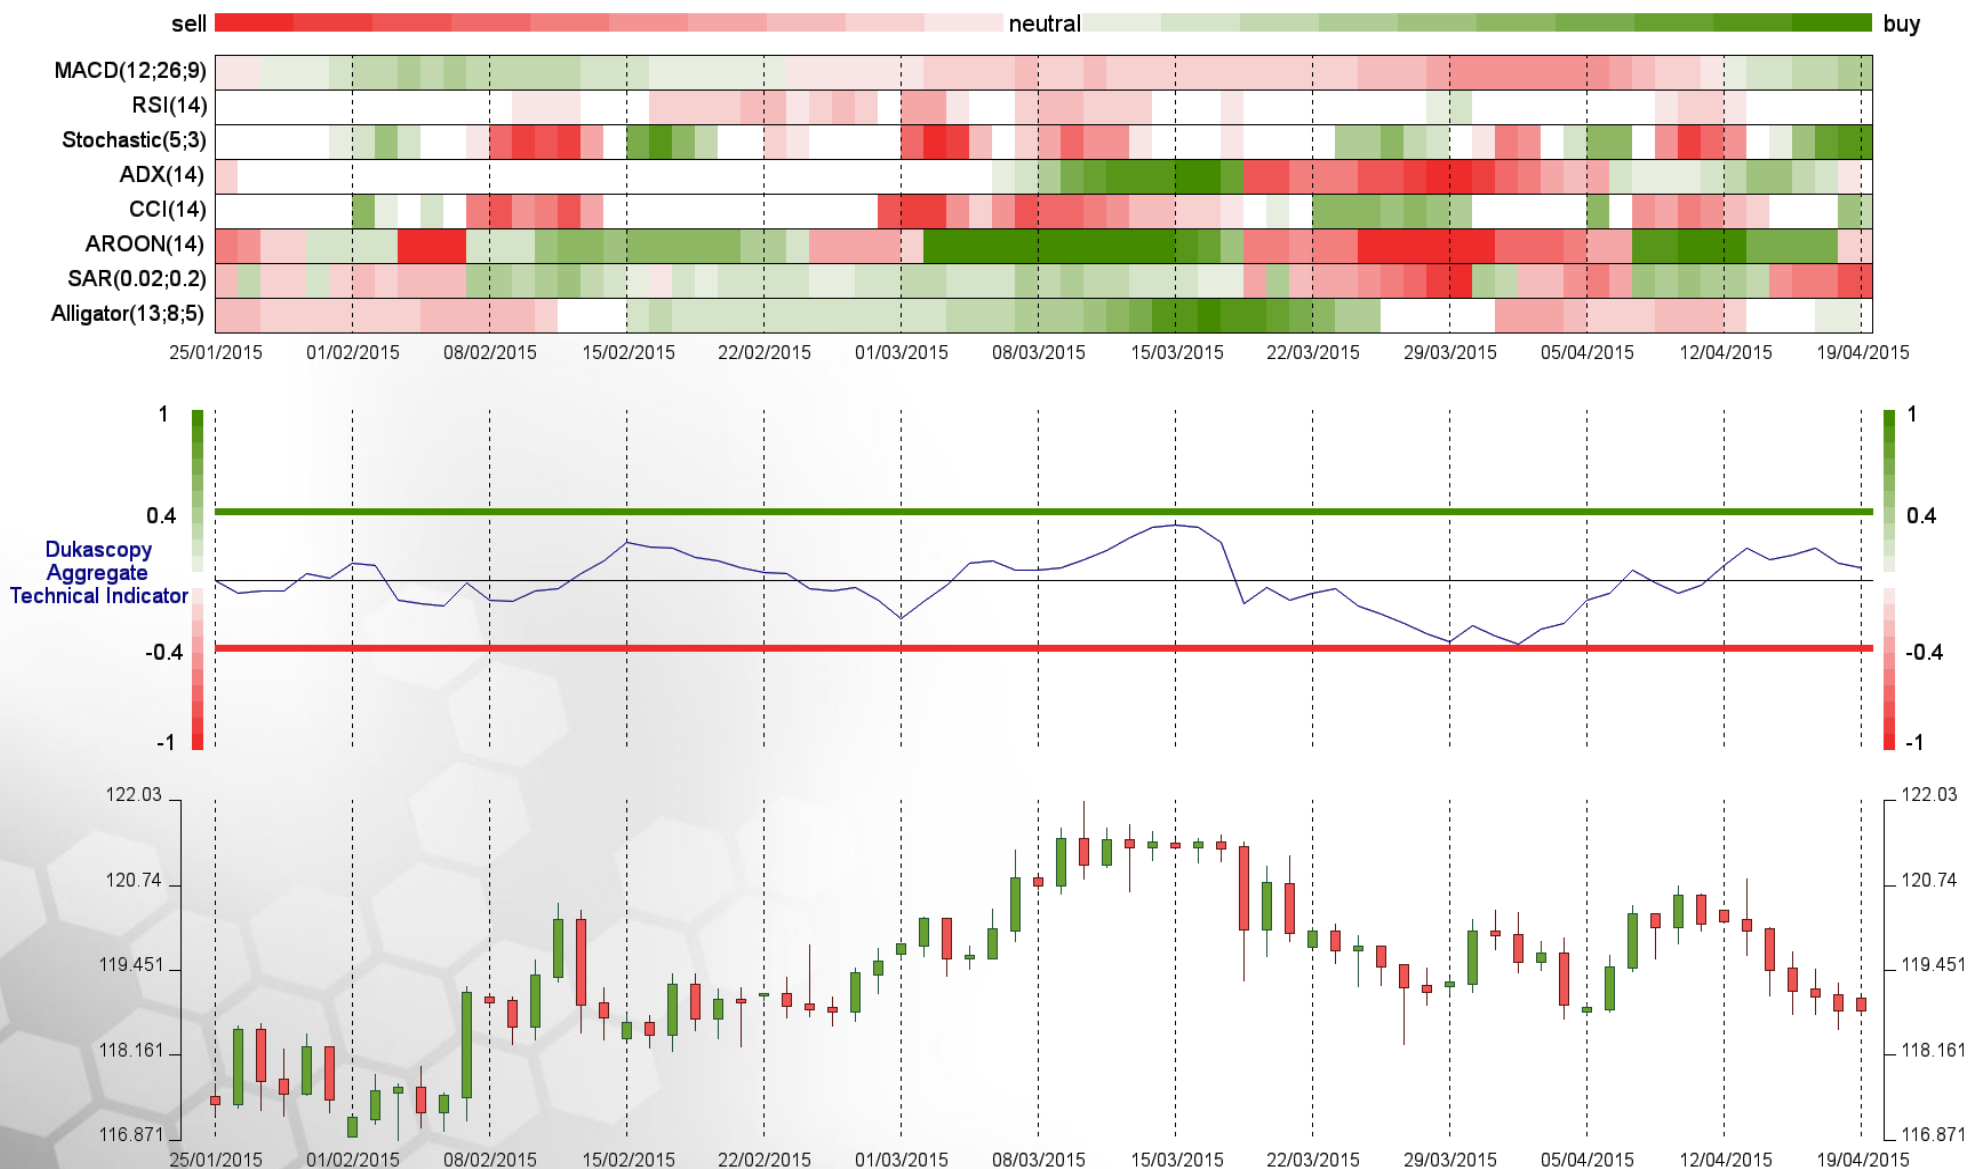 sell neutral buy
MACD(12;26;9)
RSI(14)
Stochastic(5;3)
ADX(14)
CCI(14)
AROON(14)
SAR(0.02;0.2)
Alligator(13;8;5)
25/01/2015 01/02/2015 08/02/2015 15/02/2015 22/02/2015 01/03/2015 08/03/2015 15/03/2015 22/03/2015 29/03/2015 05/04/2015 12/04/2015 19/04/2015
1 1
0.4 0.4
Dukascopy
Aggregate
Technical Indicator
-0.4 -0.4
-1 -1
122.03 122.03
120.74 120.74
119.451 119.451
118.161 118.161
116.871 116.871
25/01/2015 01/02/2015 08/02/2015 15/02/2015 22/02/2015 01/03/2015 08/03/2015 15/03/2015 22/03/2015 29/03/2015 05/04/2015 12/04/2015 19/04/2015